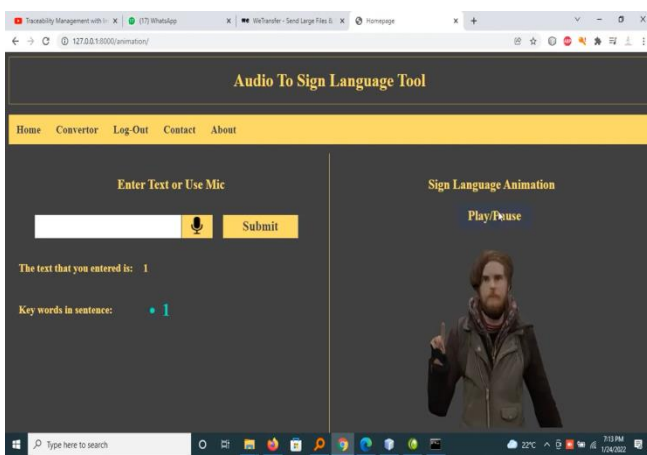 Traceability Management with In
(17) WhatsApp
WeTransfer - Send Large Files &
Homepage
127.0.0.1:8000/animation/
Audio To Sign Language Tool
Home Convertor Log-Out Contact About
Enter Text or Use Mic
Submit
The text that you entered is: 1
Key words in sentence: • 1
Sign Language Animation
Play/Pause
Type here to search
22°C
7:13 PM
1/24/2022